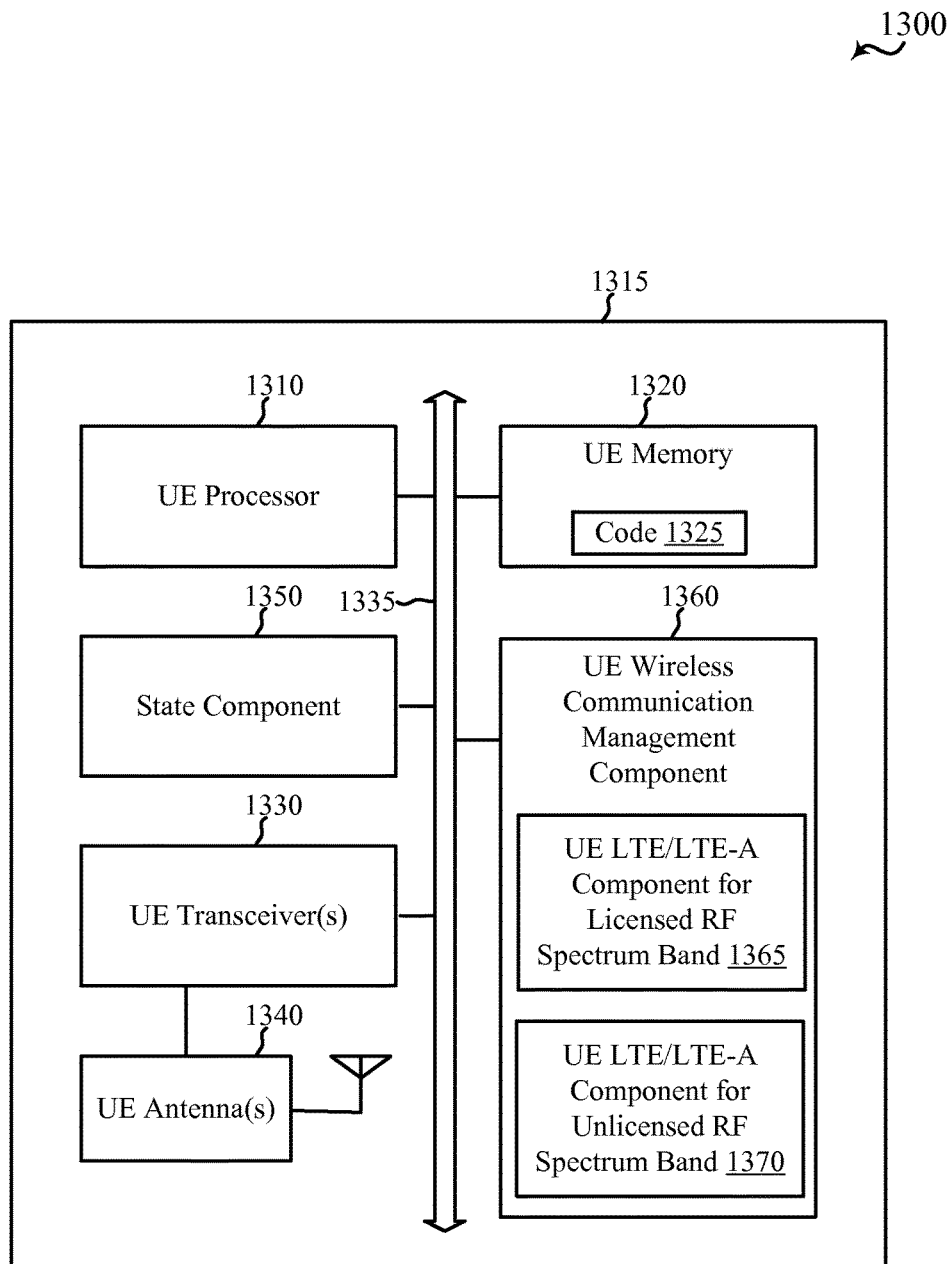 1300
1315
1310
UE Processor
1320
UE Memory
Code 1325
1335
1350
State Component
1360
UE Wireless
Communication
Management
Component
1330
UE Transceiver(s)
UE LTE/LTE-A
Component for
Licensed RF
Spectrum Band 1365
1340
UE Antenna(s)
UE LTE/LTE-A
Component for
Unlicensed RF
Spectrum Band 1370